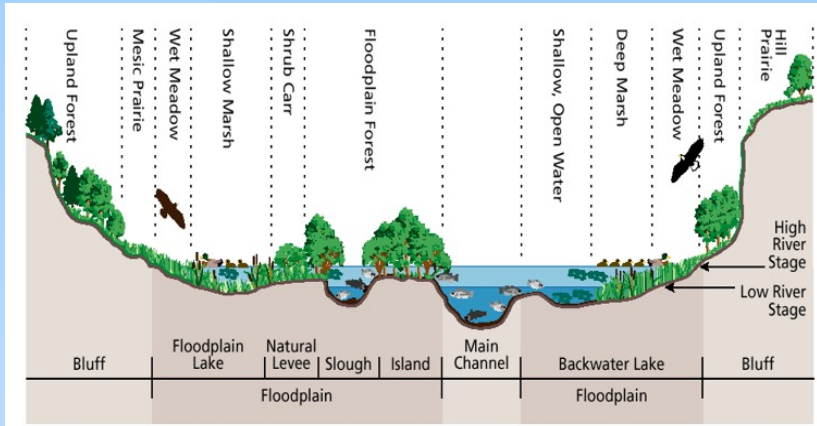 Upland Forest
Mesic Prairie
Wet Meadow
Shallow Marsh
Shrub Carr
Floodplain Forest
Shallow, Open
Water
Deep Marsh
Wet Meadow
Upland Forest
Hill
Prairie
High
River
Stage
Low River
Stage
Bluff
Floodplain
Lake
Natural
Levee
Slough
Island
Main
Channel
Backwater Lake
Bluff
Floodplain
Floodplain